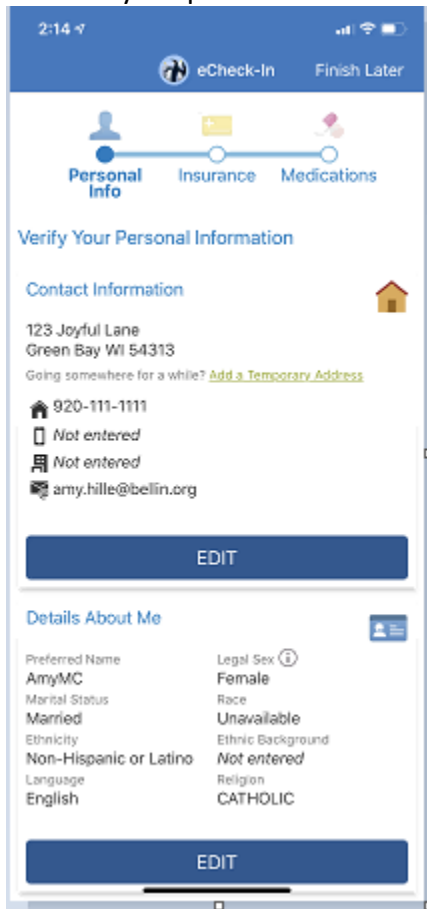 2:14
eCheck-In
Finish Later
Personal Info
Insurance
Medications
Verify Your Personal Information
Contact Information
123 Joyful Lane
Green Bay WI 54313
Going somewhere for a while? Add a Temporary Address
920-111-1111
Not entered
Not entered
amy.hille@bellin.org
EDIT
Details About Me
Preferred Name
Legal Sex
AmyMC
Female
Marital Status
Race
Married
Unavailable
Ethnicity
Ethnic Background
Non-Hispanic or Latino
Not entered
Language
Religion
English
CATHOLIC
EDIT